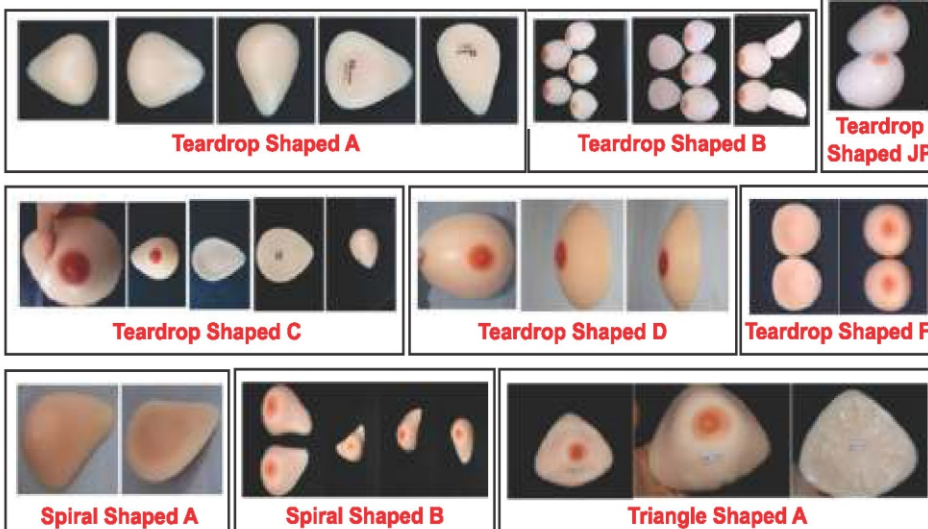 Teardrop Shaped A
Teardrop Shaped B
Teardrop
Shaped JP
Teardrop Shaped C
Teardrop Shaped D
Teardrop Shaped F
Spiral Shaped A
Spiral Shaped B
Triangle Shaped A